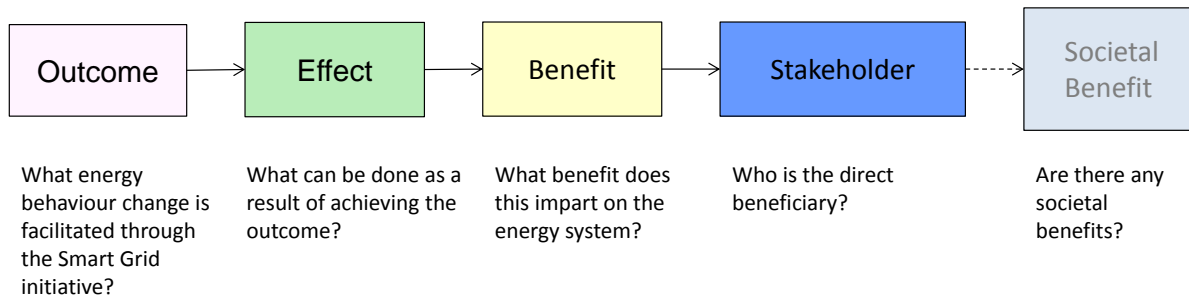 Outcome
Effect
Benefit
Stakeholder
Societal
Benefit
What energy
behaviour change is
facilitated through
the Smart Grid
initiative?
What can be done as a
result of achieving the
outcome?
What benefit does
this impart on the
energy system?
Who is the direct
beneficiary?
Are there any
societal
benefits?